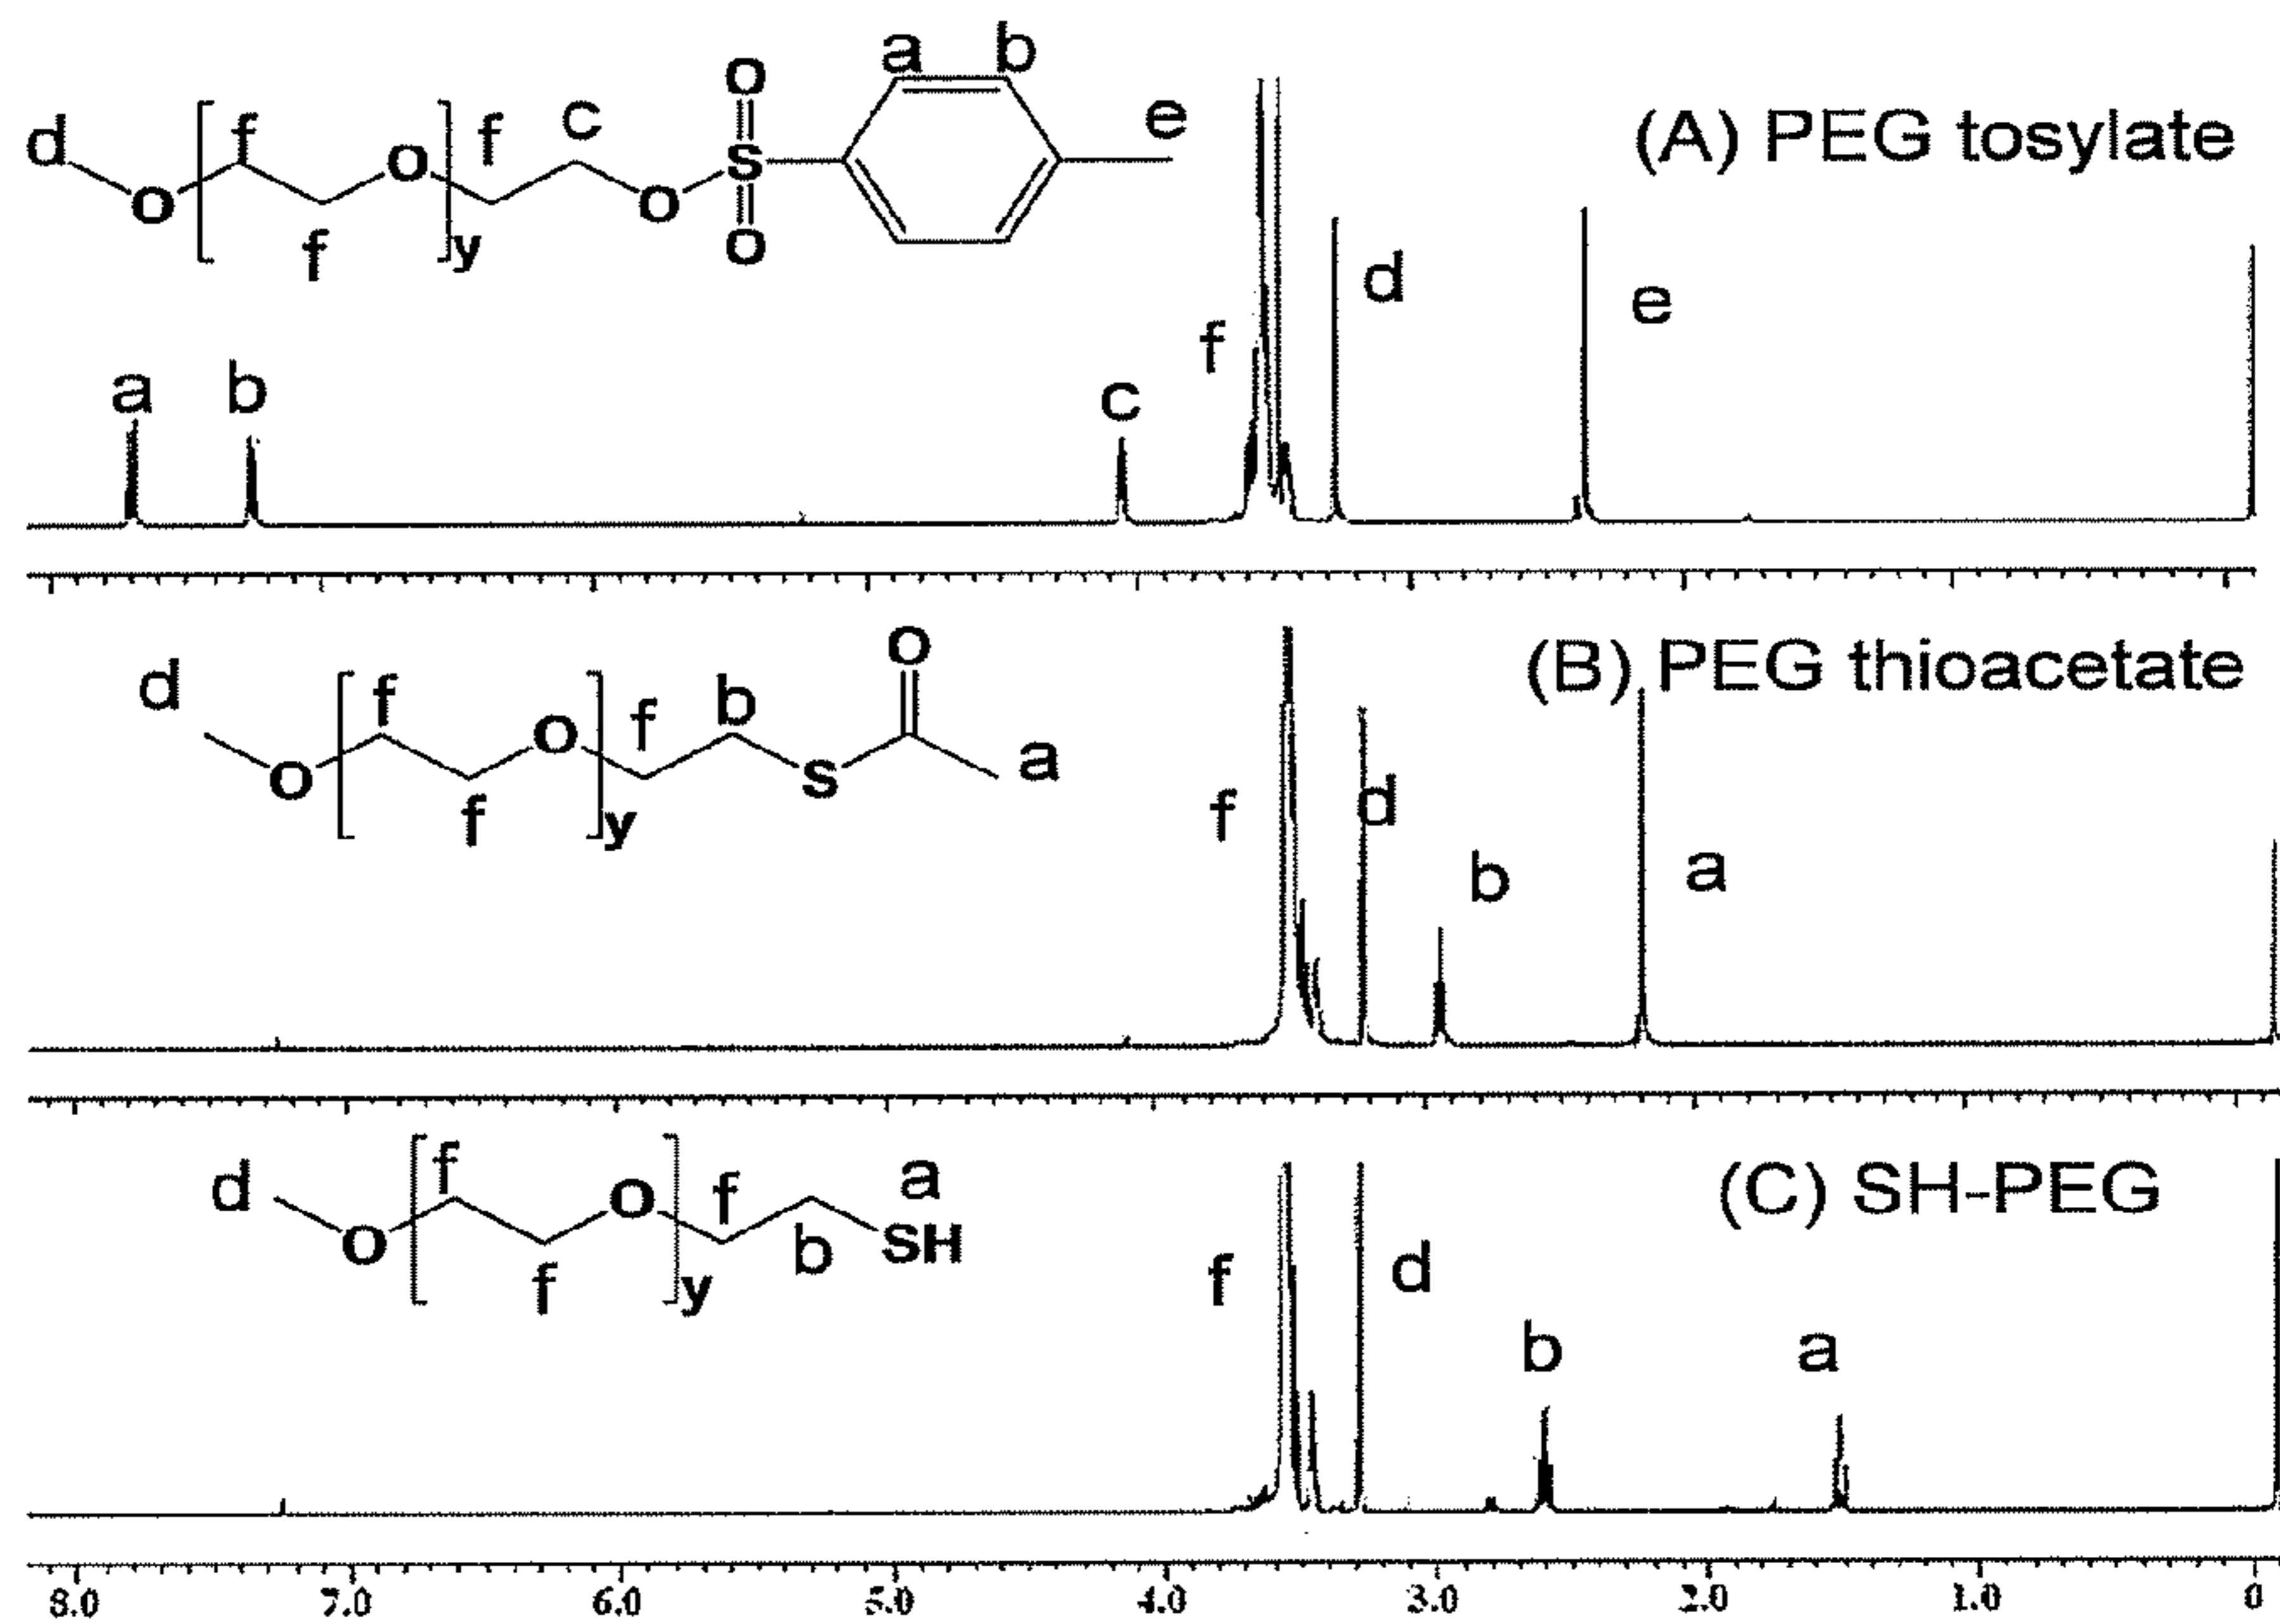 a b
O
d f f c e
O S
O O
O
f y
(A) PEG tosylate
a b c f d e
(B) PEG thioacetate
O
d f f b
O S a
O
f y
f d b a
(C) SH-PEG
d f f a
O
O b SH
f y
f d b a
8.0 7.0 6.0 5.0 4.0 3.0 2.0 1.0 0